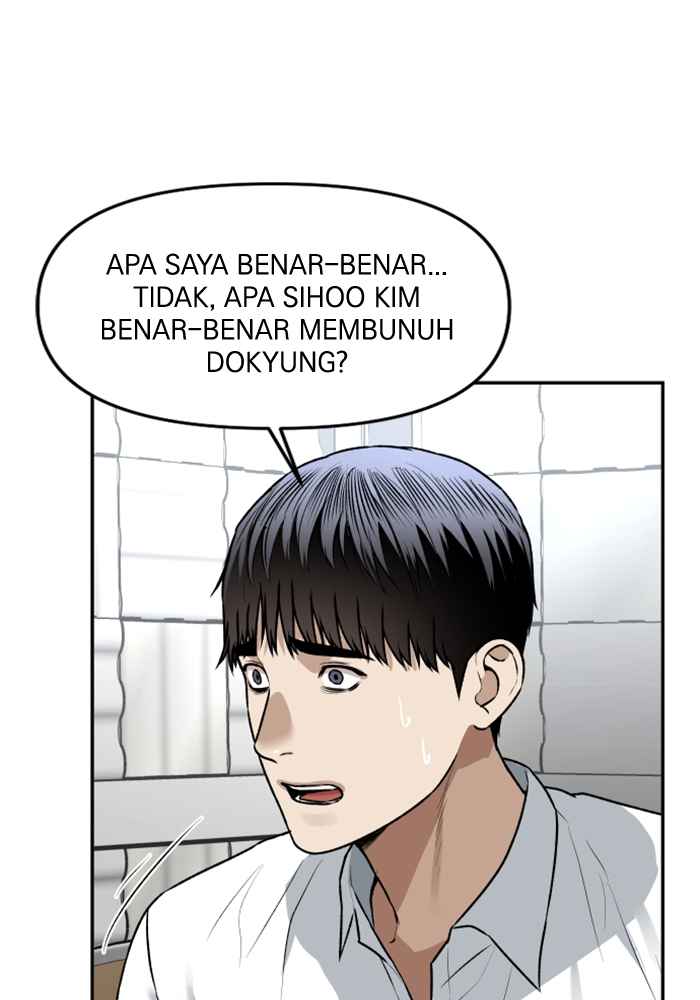 APA SAYA BENAR-BENAR...
TIDAK, APA SIHOO KIM
BENAR-BENAR MEMBUNUH
DOKYUNG?